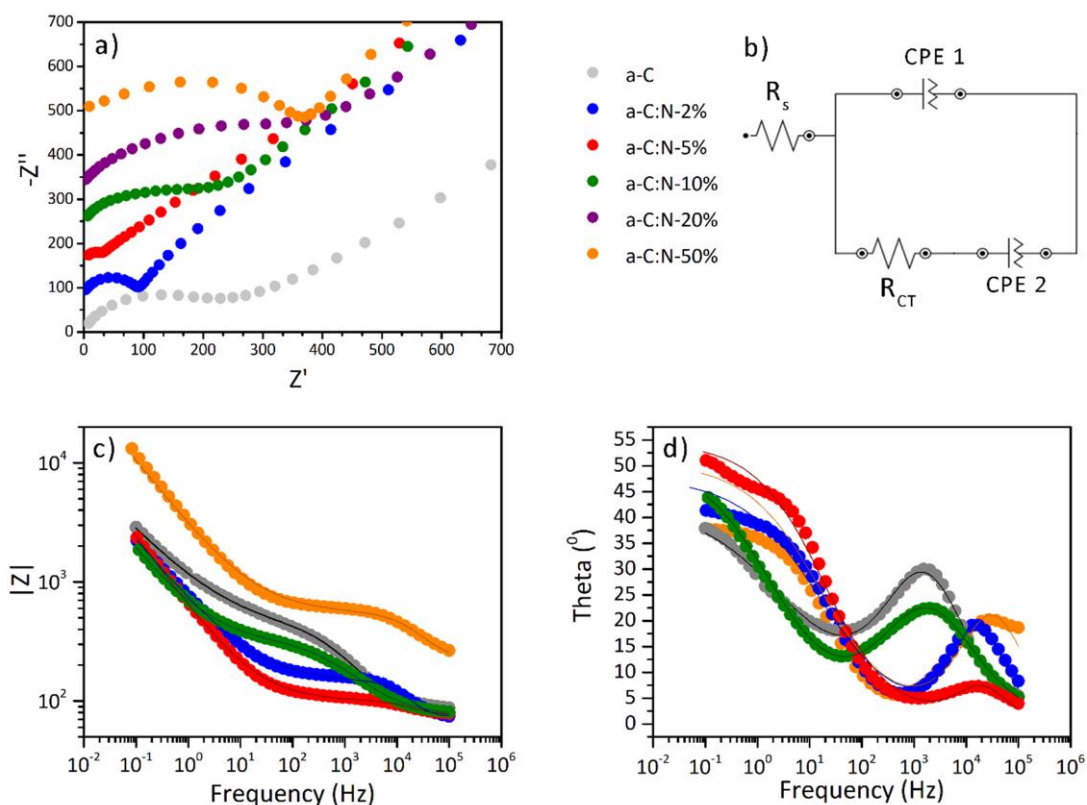 a)
-Z''
700
600
500
400
300
200
100
0
0 100 200 300 400 500 600 700
Z'
a-C
a-C:N-2%
a-C:N-5%
a-C:N-10%
a-C:N-20%
a-C:N-50%
b)
Rs
CPE 1
RCT
CPE 2
c)
|Z|
10^4
10^3
10^2
10^-2 10^-1 10^0 10^1 10^2 10^3 10^4 10^5 10^6
Frequency (Hz)
d)
Theta (°)
55
50
45
40
35
30
25
20
15
10
5
0
10^-2 10^-1 10^0 10^1 10^2 10^3 10^4 10^5 10^6
Frequency (Hz)